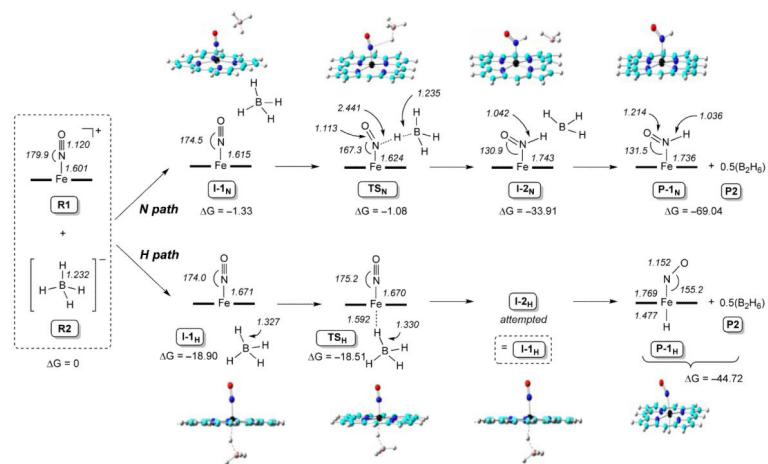 O
N
1.120
179.9
1.601
Fe
+
R1
+
H
1.232
H B H
H
−
R2
ΔG = 0
N path
H path
O
N
174.5
1.615
Fe
I-1N
ΔG = −1.33
H
B H
H H
2.441
1.235
1.113
O
N H B H
H H
167.3
1.624
Fe
TSN
ΔG = −1.08
1.042
O
N H
130.9
1.743
Fe
H
B H
H
I-2N
ΔG = −33.91
1.214
1.036
O
N H
131.5
1.736
Fe
+ 0.5(B2H6)
P-1N
P2
ΔG = −69.04
O
N
174.0
1.671
Fe
I-1H
ΔG = −18.90
1.327
H
B H
H H
O
N
175.2
1.670
Fe
1.592
TSH
ΔG = −18.51
H
1.330
B H
H H
I-2H
attempted
= I-1H
1.152
N O
1.769
155.2
Fe
1.477
H
+ 0.5(B2H6)
P-1H
P2
ΔG = −44.72